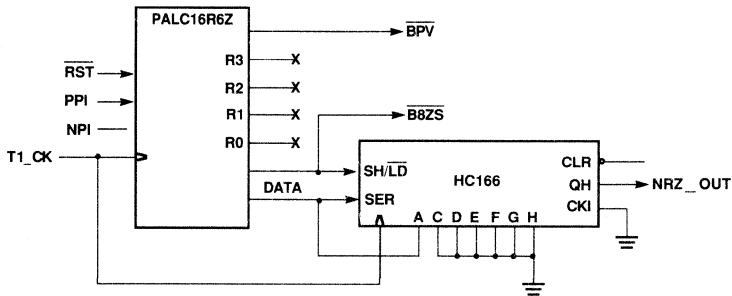 PALC16R6Z
BPV
R3 X
RST
R2 X
PPI
R1 X
B8ZS
NPI
R0 X
T1_CK
CLR
SH/LD
HC166
QH
NRZ_OUT
DATA
SER
CKI
A C D E F G H